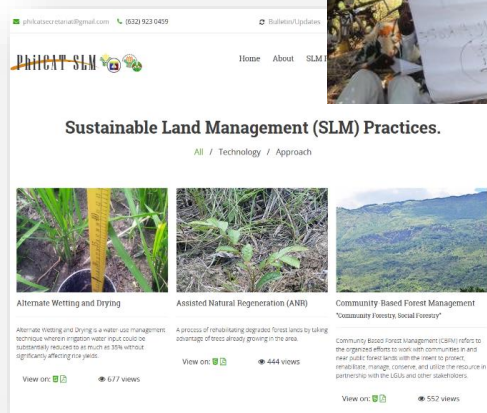 philcatsecretariat@gmail.com (632) 923 0459 Bulletin/Updates
PhilCAT SLM
Home About SLM
Sustainable Land Management (SLM) Practices.
All / Technology / Approach
Alternate Wetting and Drying
Alternate Wetting and Drying is a water use management
technique wherein irrigation water input could be
substantially reduced to as much as 35% without
significantly affecting rice yields.
View on: 677 views
Assisted Natural Regeneration (ANR)
A process of rehabilitating degraded forest lands by taking
advantage of trees already growing in the area.
View on: 444 views
Community-Based Forest Management
"Community Forestry, Social Forestry"
Community Based Forest Management (CBFM) refers to
the organized efforts to work with communities in and
near public forest lands with the intent to protect,
rehabilitate, manage, conserve, and utilize the resource in
partnership with the LGUs and other stakeholders.
View on: 552 views